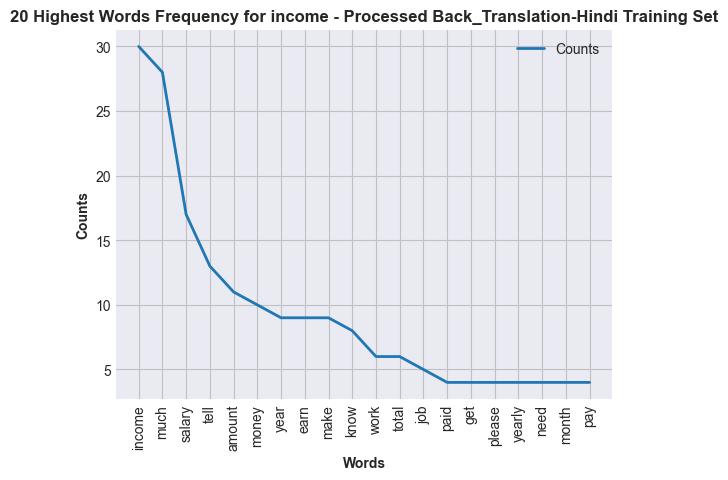 20 Highest Words Frequency for income - Processed Back_Translation-Hindi Training Set
Counts
30
25
20
15
10
5
Counts
income
much
salary
tell
amount
money
year
earn
make
know
work
total
job
paid
get
please
yearly
need
month
pay
Words